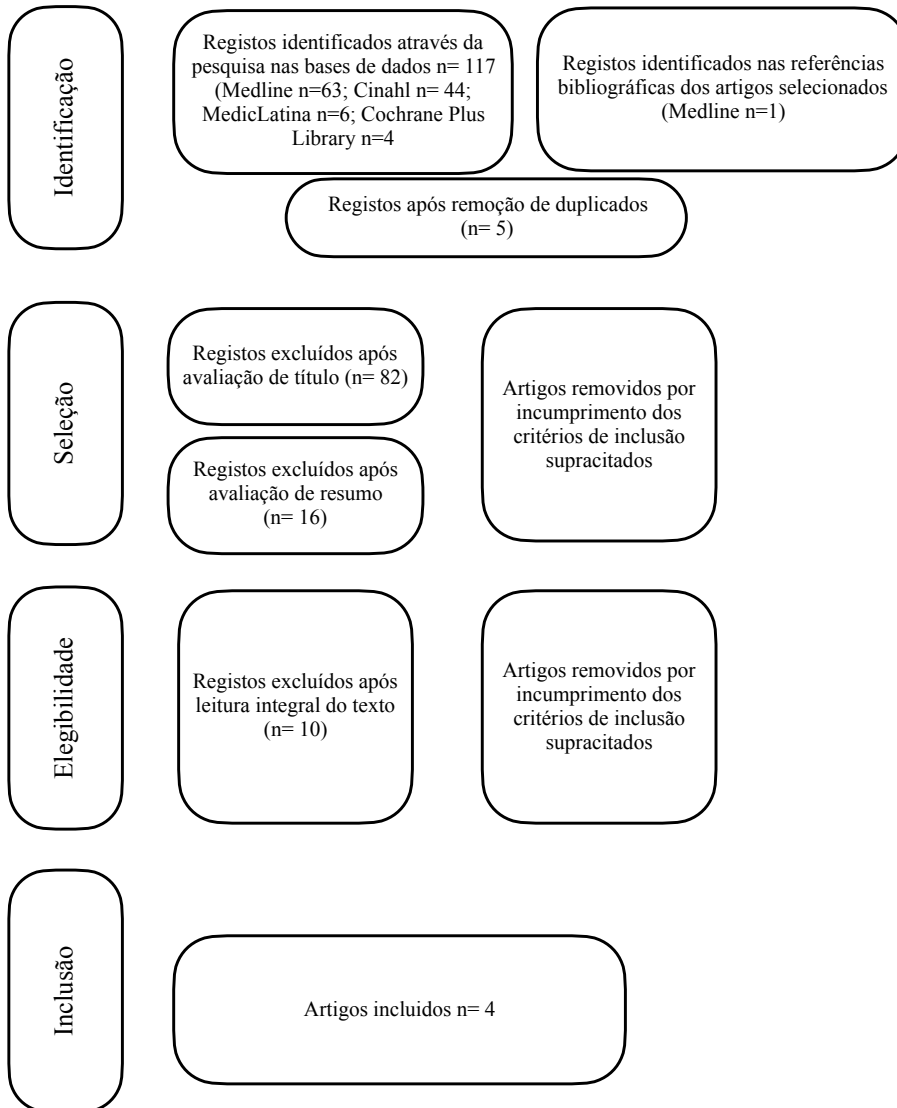 Identificação
Registos identificados através da
pesquisa nas bases de dados n= 117
(Medline n=63; Cinahl n= 44;
MedicLatina n=6; Cochrane Plus
Library n=4
Registos identificados nas referências
bibliográficas dos artigos selecionados
(Medline n=1)
Registos após remoção de duplicados
(n= 5)
Seleção
Registos excluídos após
avaliação de título (n= 82)
Registos excluídos após
avaliação de resumo
(n= 16)
Artigos removidos por
incumprimento dos
critérios de inclusão
supracitados
Elegibilidade
Registos excluídos após
leitura integral do texto
(n= 10)
Artigos removidos por
incumprimento dos
critérios de inclusão
supracitados
Inclusão
Artigos incluidos n= 4